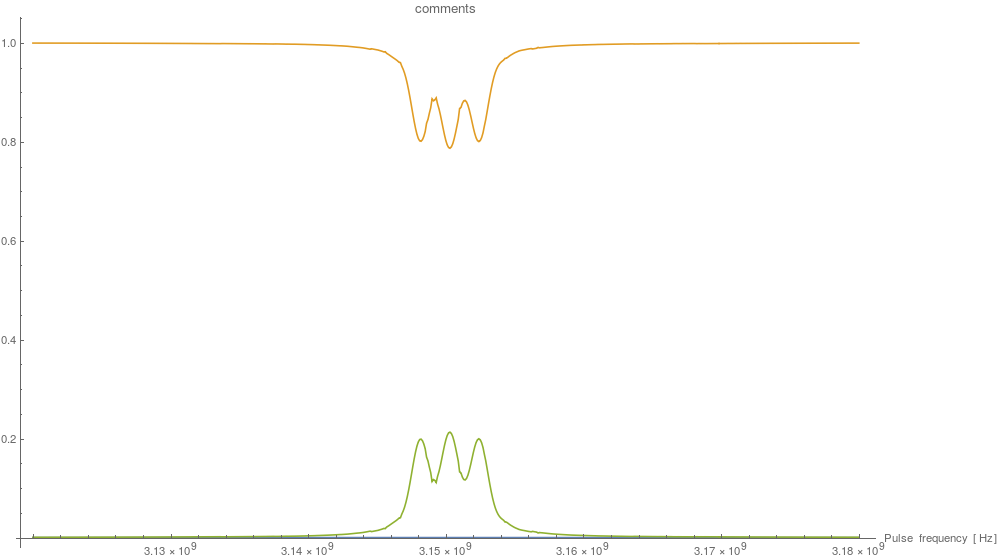 comments
1.0
0.8
0.6
0.4
0.2
3.13 × 10⁹ 3.14 × 10⁹ 3.15 × 10⁹ 3.16 × 10⁹ 3.17 × 10⁹ 3.18 × 10⁹
Pulse frequency [ Hz]